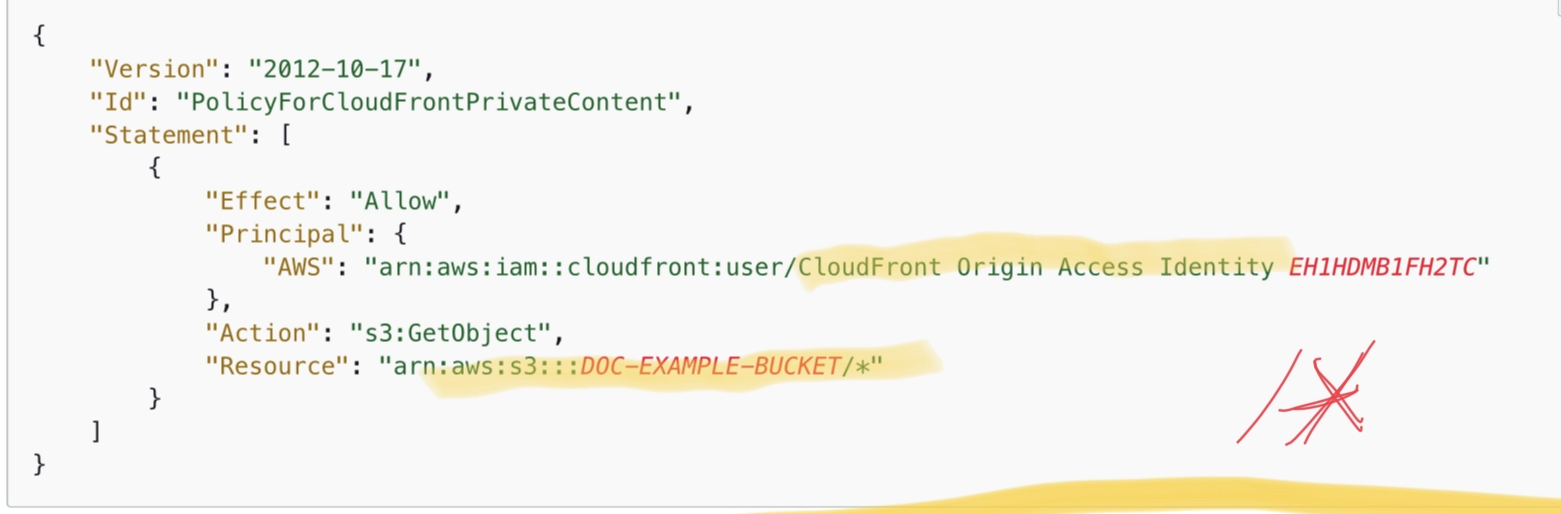 {
"Version": "2012-10-17",
"Id": "PolicyForCloudFrontPrivateContent",
"Statement": [
{
"Effect": "Allow",
"Principal": {
"AWS": "arn:aws:iam::cloudfront:user/CloudFront Origin Access Identity EH1HDMB1FH2TC"
},
"Action": "s3:GetObject",
"Resource": "arn:aws:s3:::DOC-EXAMPLE-BUCKET/*"
}
]
}
/*